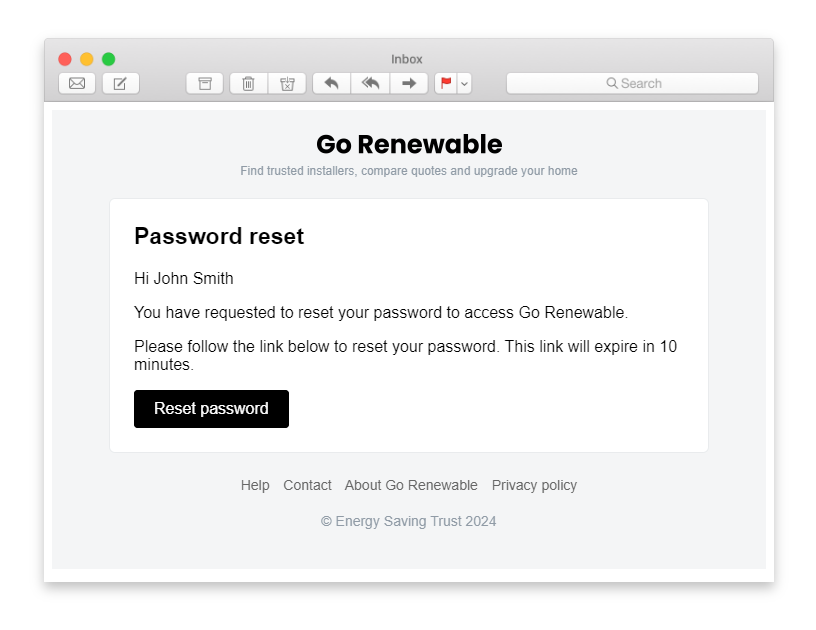 Inbox
Search
Go Renewable
Find trusted installers, compare quotes and upgrade your home
Password reset
Hi John Smith
You have requested to reset your password to access Go Renewable.
Please follow the link below to reset your password. This link will expire in 10
minutes.
Reset password
Help Contact About Go Renewable Privacy policy
© Energy Saving Trust 2024